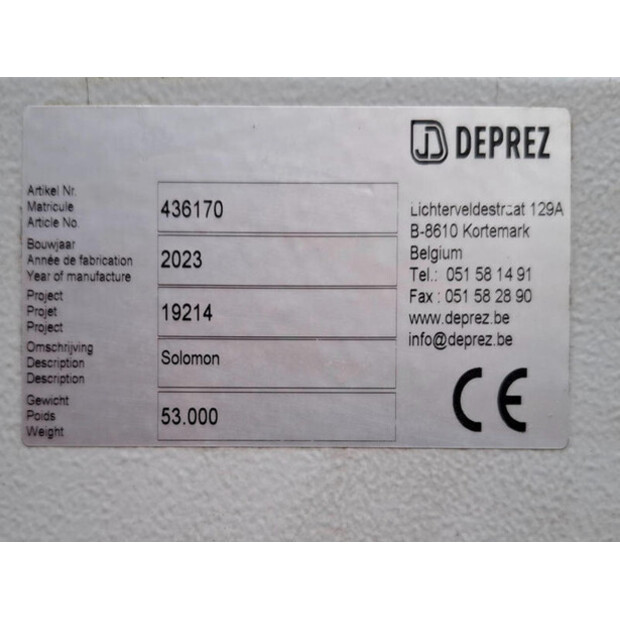 JD DEPREZ
Artikel Nr.
Matricule
Article No.
436170
Bouwjaar
Année de fabrication
Year of manufacture
2023
Project
Projet
Project
19214
Omschrijving
Description
Description
Solomon
Gewicht
Poids
Weight
53.000
Lichterveldestraat 129A
B-8610 Kortemark
Belgium
Tel.: 051 58 14 91
Fax : 051 58 28 90
www.deprez.be
info@deprez.be
CE